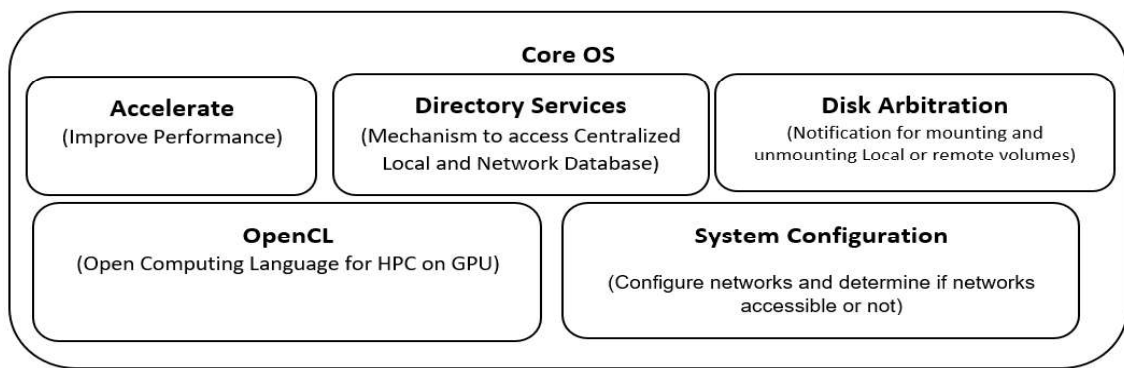 Core OS
Accelerate
(Improve Performance)
Directory Services
(Mechanism to access Centralized
Local and Network Database)
Disk Arbitration
(Notification for mounting and
unmounting Local or remote volumes)
OpenCL
(Open Computing Language for HPC on GPU)
System Configuration
(Configure networks and determine if networks
accessible or not)